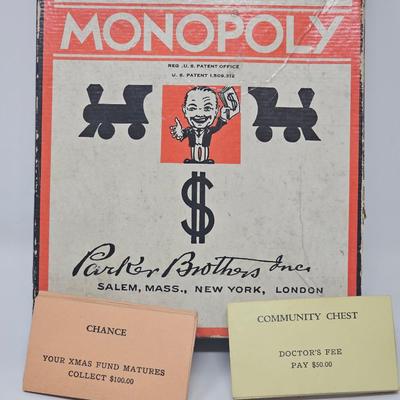 MONOPOLY
REG. U. S. PATENT OFFICE
U. S. PATENT 1,509,312
$
Parker Brothers Inc.
SALEM, MASS., NEW YORK, LONDON
CHANCE
YOUR XMAS FUND MATURES
COLLECT $100.00
COMMUNITY CHEST
DOCTOR'S FEE
PAY $50.00